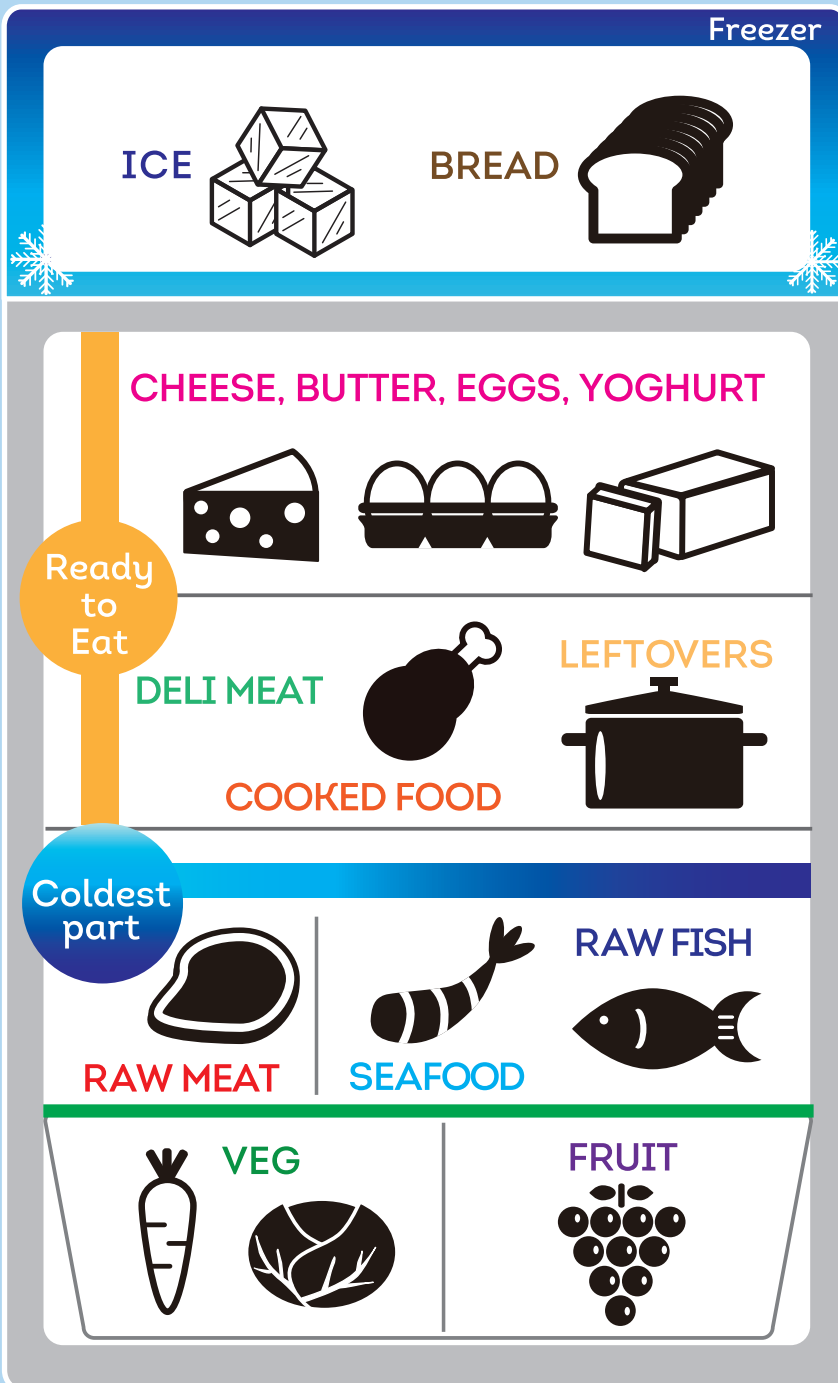 Freezer
ICE
BREAD
CHEESE, BUTTER, EGGS, YOGHURT
Ready
to
Eat
LEFTOVERS
DELI MEAT
COOKED FOOD
Coldest
part
RAW FISH
RAW MEAT
SEAFOOD
VEG
FRUIT